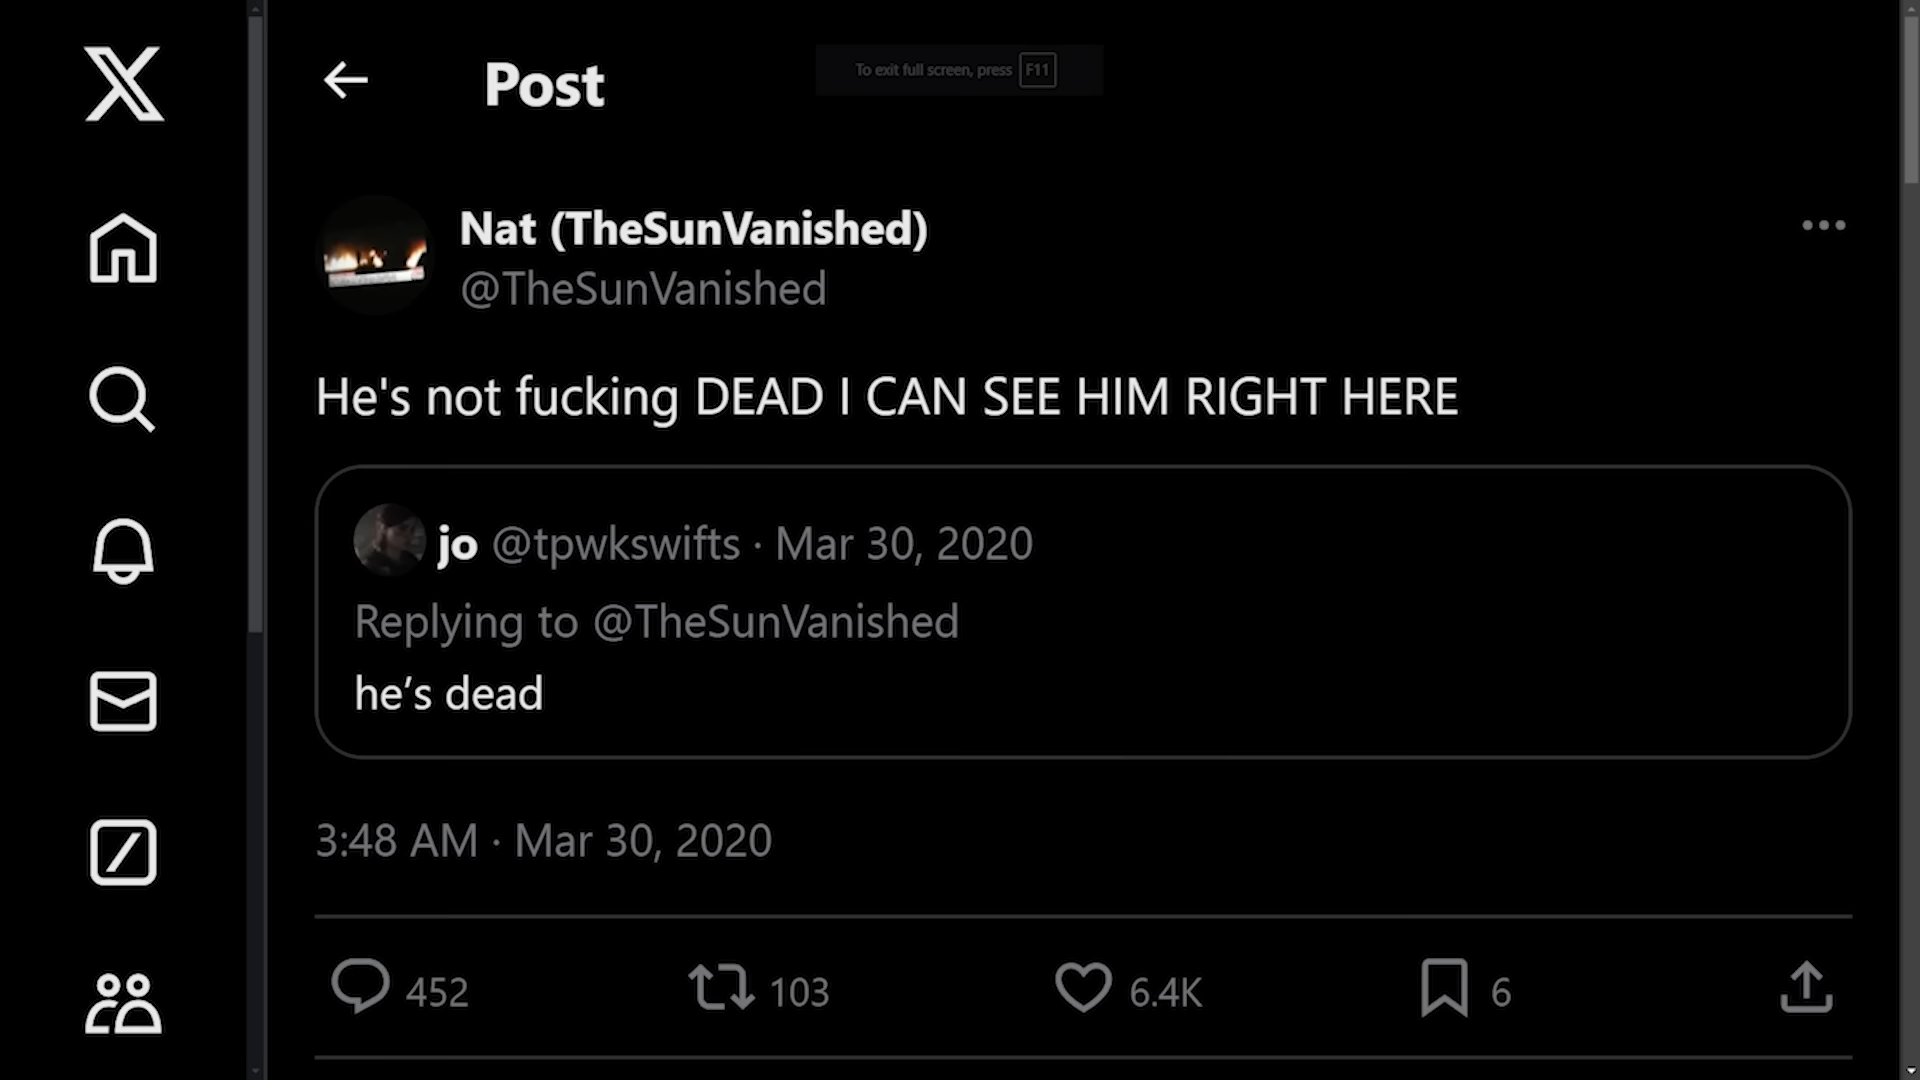 Post
To exit full screen, press F11
Nat (TheSunVanished)
@TheSunVanished
He's not fucking DEAD I CAN SEE HIM RIGHT HERE
jo @tpwkswifts · Mar 30, 2020
Replying to @TheSunVanished
he’s dead
3:48 AM · Mar 30, 2020
452 103 6.4K 6